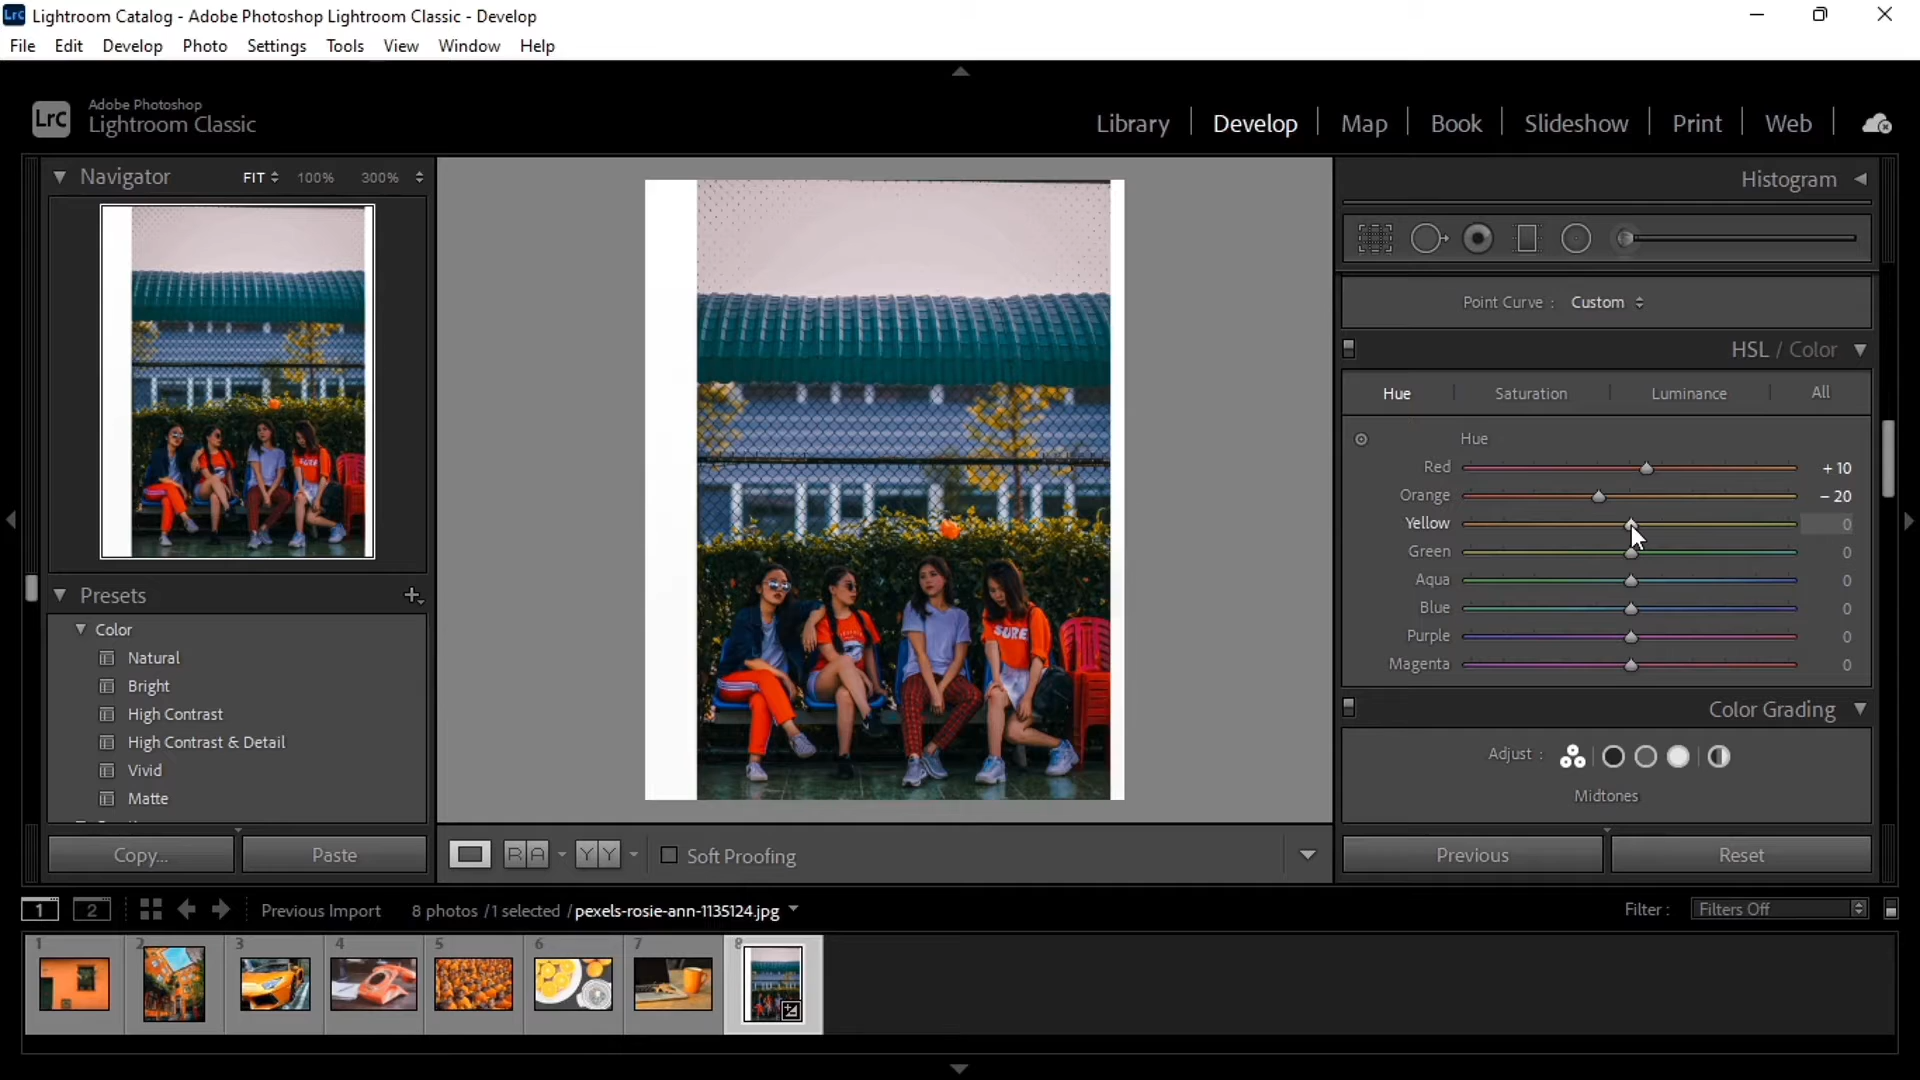 Lrc Lightroom Catalog - Adobe Photoshop Lightroom Classic - Develop
File Edit Develop Photo Settings Tools View Window Help
Lrc Adobe Photoshop
Lightroom Classic
Library Develop Map Book Slideshow Print Web
Navigator FIT 100% 300%
Histogram
Point Curve : Custom
HSL / Color
Hue Saturation Luminance All
Hue
Red +10
Orange -20
Yellow 0
Green 0
Aqua 0
Blue 0
Purple 0
Magenta 0
SURE
Presets
Color
Natural
Bright
High Contrast
High Contrast & Detail
Vivid
Matte
Color Grading
Adjust :
Midtones
Copy... Paste
R A Y Y Soft Proofing
Previous Reset
1 2 Previous Import 8 photos / 1 selected / pexels-rosie-ann-1135124.jpg
Filter : Filters Off
1 2 3 4 5 6 7 8